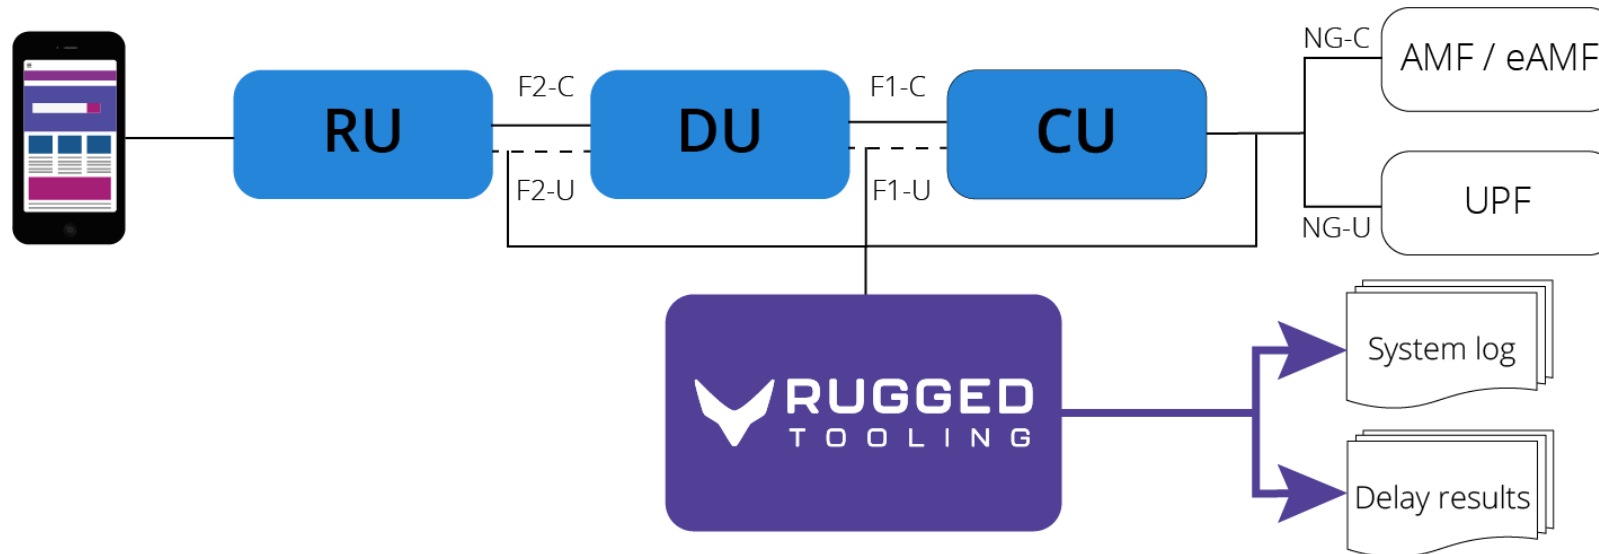 NG-C
AMF / eAMF
F2-C
F1-C
RU
DU
CU
F2-U
F1-U
UPF
NG-U
System log
RUGGED
TOOLING
Delay results